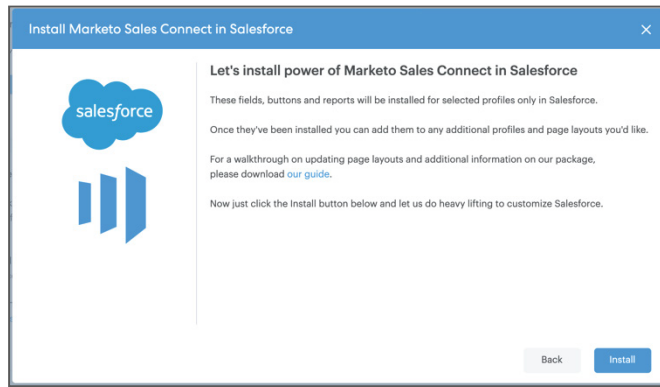 Install Marketo Sales Connect in Salesforce
salesforce
Let's install power of Marketo Sales Connect in Salesforce
These fields, buttons and reports will be installed for selected profiles only in Salesforce.
Once they've been installed you can add them to any additional profiles and page layouts you'd like.
For a walkthrough on updating page layouts and additional information on our package,
please download our guide.
Now just click the Install button below and let us do heavy lifting to customize Salesforce.
Back
Install